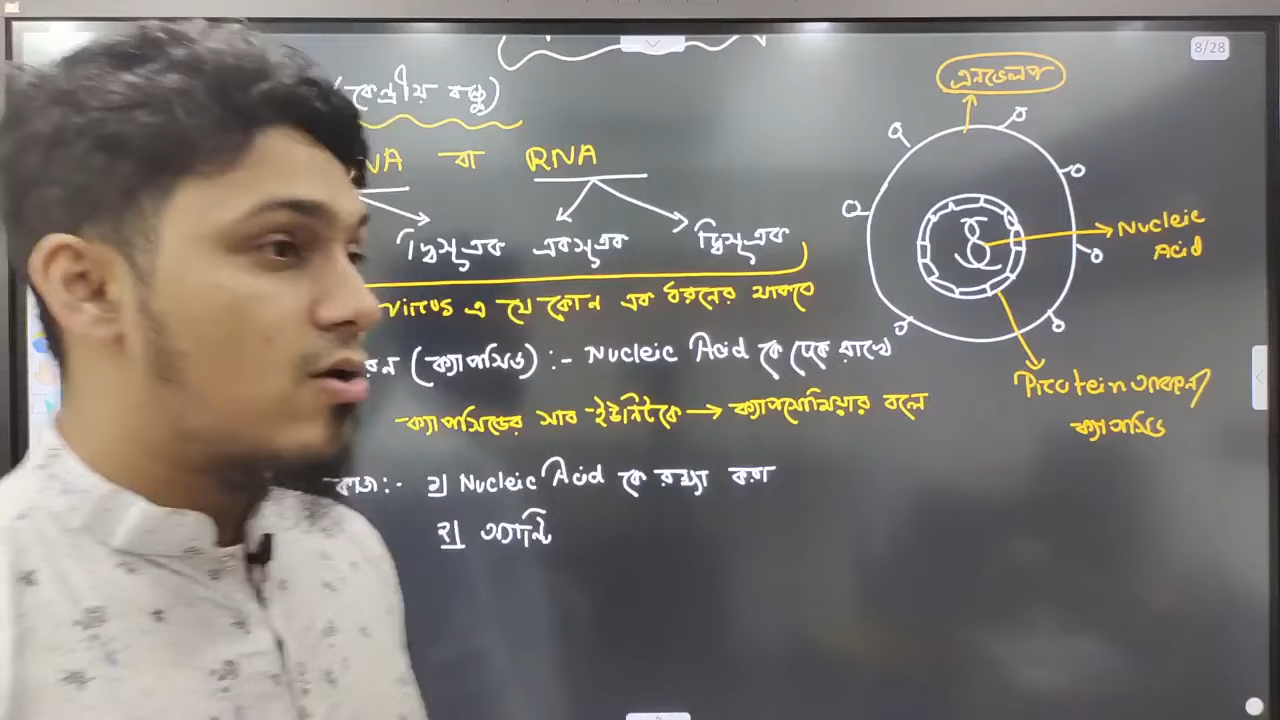 8/28
(কেন্দ্রীয় বস্তু)
NA বা RNA
দ্বিসূত্রক একসূত্রক দ্বিসূত্রক
Virus এ যে কোন এক ধরনের থাকবে
রন (ক্যাপসিড) :- Nucleic Acid কে ঢেকে রাখে
ক্যাপসিডের সাব ইউনিটকে → ক্যাপসোমিয়ার বলে
কাজ:- ১| Nucleic Acid কে রক্ষা করা
২| অ্যান্টি
এনভেলপ
Nucleic
Acid
Protein আবরণ/
ক্যাপসিড